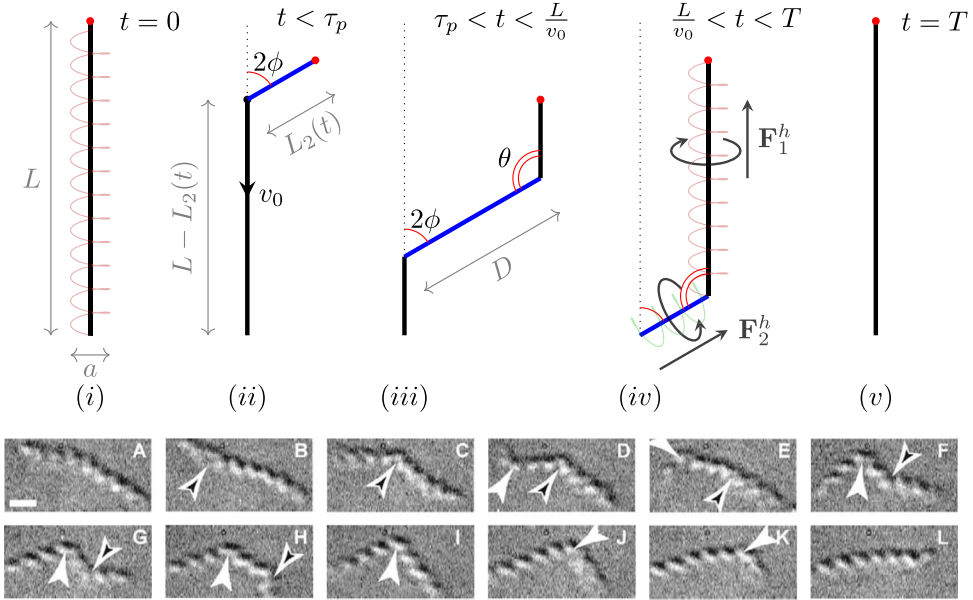 t = 0
t < τ_p
τ_p < t < L/v_0
L/v_0 < t < T
t = T
L
a
2ϕ
L_2(t)
L − L_2(t)
v_0
2ϕ
θ
D
F_1^h
F_2^h
(i)
(ii)
(iii)
(iv)
(v)
A
B
C
D
E
F
G
H
I
J
K
L